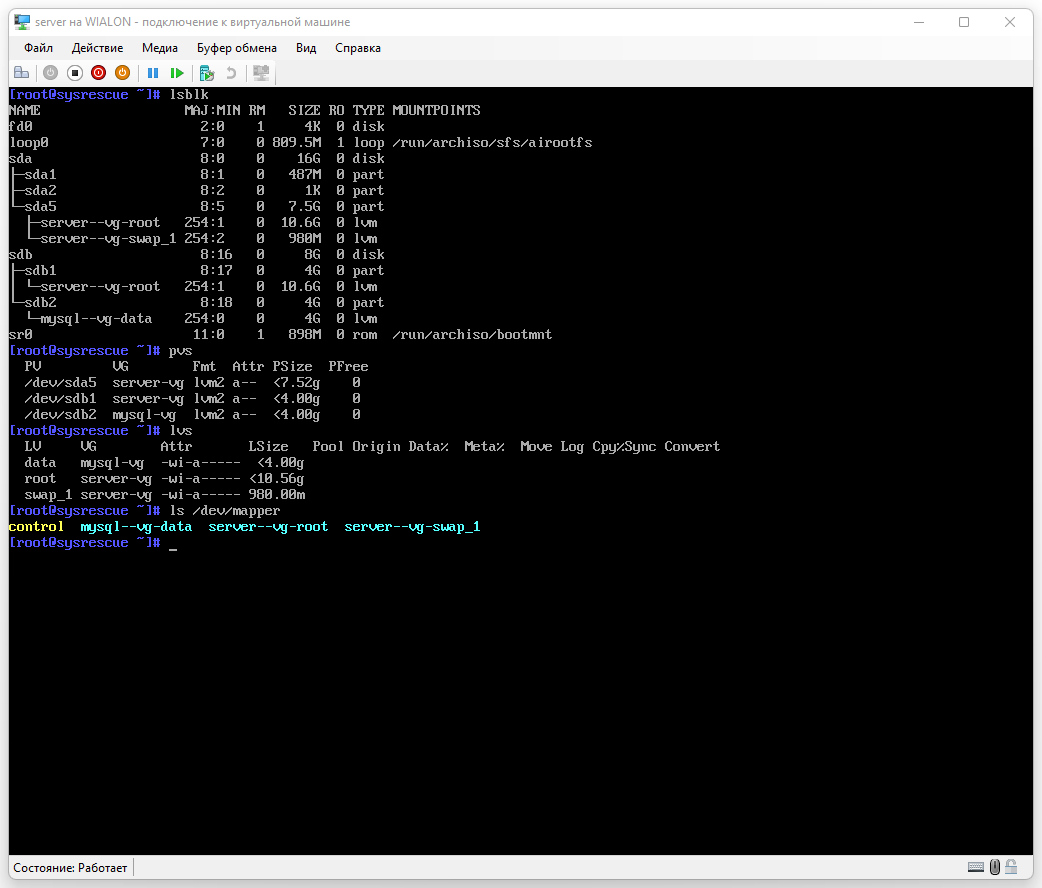 server на WIALON - подключение к виртуальной машине
Файл Действие Медиа Буфер обмена Вид Справка
[root@sysrescue ~]# lsblk
NAME                  MAJ:MIN RM   SIZE RO TYPE MOUNTPOINTS
fd0                     2:0    1     4K  0 disk
loop0                   7:0    0 809.5M  1 loop /run/archiso/sfs/airootfs
sda                     8:0    0    16G  0 disk
├─sda1                  8:1    0   487M  0 part
├─sda2                  8:2    0     1K  0 part
└─sda5                  8:5    0   7.5G  0 part
  ├─server--vg-root   254:1    0  10.6G  0 lvm
  └─server--vg-swap_1 254:2    0   980M  0 lvm
sdb                     8:16   0     8G  0 disk
├─sdb1                  8:17   0     4G  0 part
│ └─server--vg-root   254:1    0  10.6G  0 lvm
└─sdb2                  8:18   0     4G  0 part
  └─mysql--vg-data    254:0    0     4G  0 lvm
sr0                    11:0    1   898M  0 rom  /run/archiso/bootmnt
[root@sysrescue ~]# pvs
  PV         VG        Fmt  Attr PSize  PFree
  /dev/sda5  server-vg lvm2 a--  <7.52g    0
  /dev/sdb1  server-vg lvm2 a--  <4.00g    0
  /dev/sdb2  mysql-vg  lvm2 a--  <4.00g    0
[root@sysrescue ~]# lvs
  LV     VG        Attr       LSize   Pool Origin Data%  Meta%  Move Log Cpy%Sync Convert
  data   mysql-vg  -wi-a-----  <4.00g
  root   server-vg -wi-a----- <10.56g
  swap_1 server-vg -wi-a----- 980.00m
[root@sysrescue ~]# ls /dev/mapper
control  mysql--vg-data  server--vg-root  server--vg-swap_1
[root@sysrescue ~]# _
Состояние: Работает